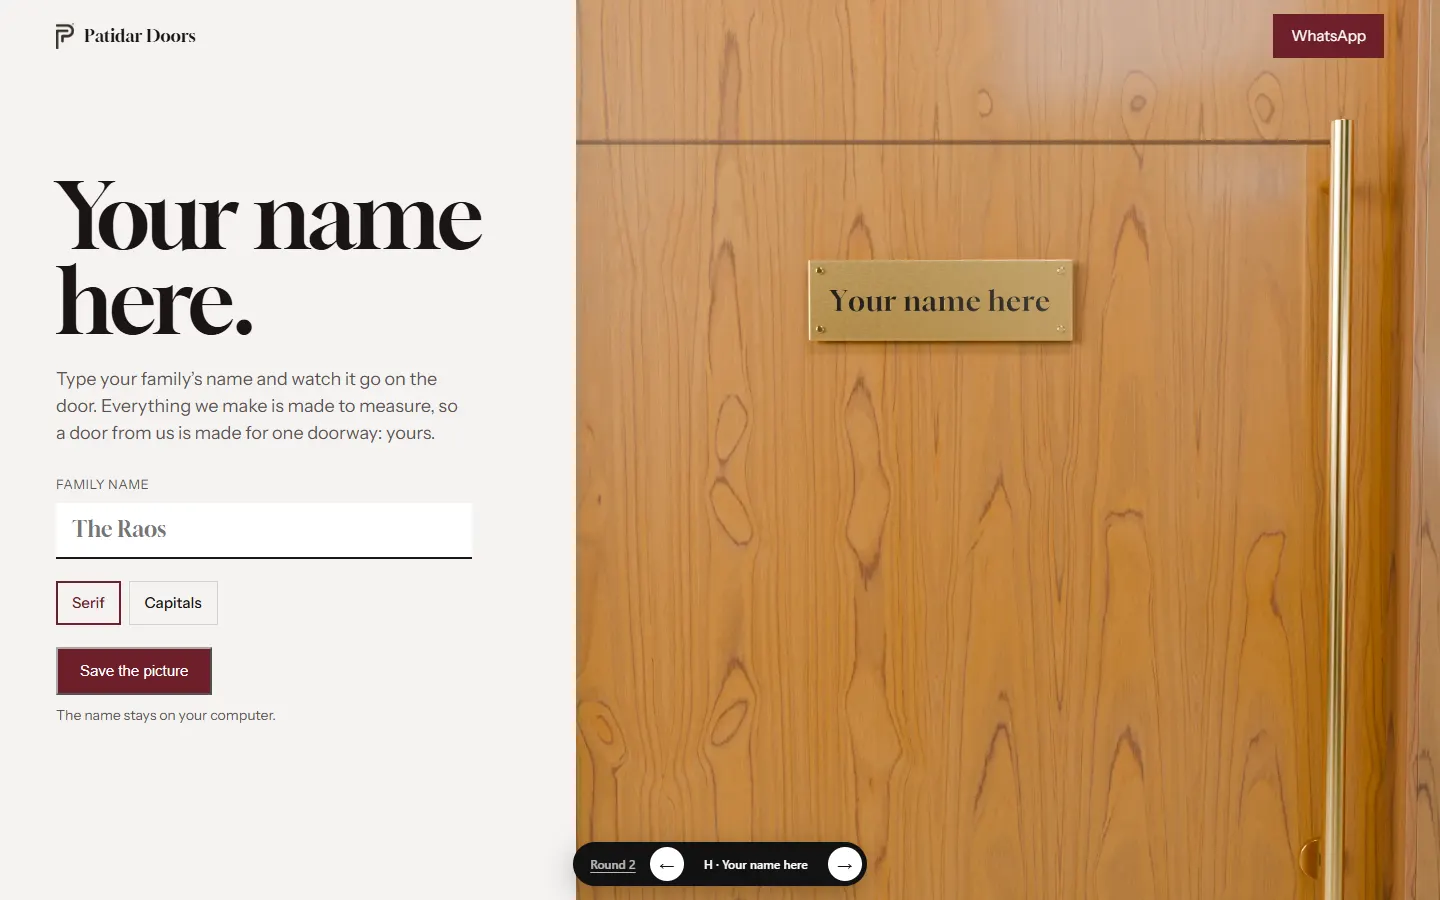 Patidar Doors
WhatsApp
Your name
here.
Type your family’s name and watch it go on the
door. Everything we make is made to measure, so
a door from us is made for one doorway: yours.
FAMILY NAME
The Raos
Serif
Capitals
Save the picture
The name stays on your computer.
Your name here
Round 2
←
H · Your name here
→